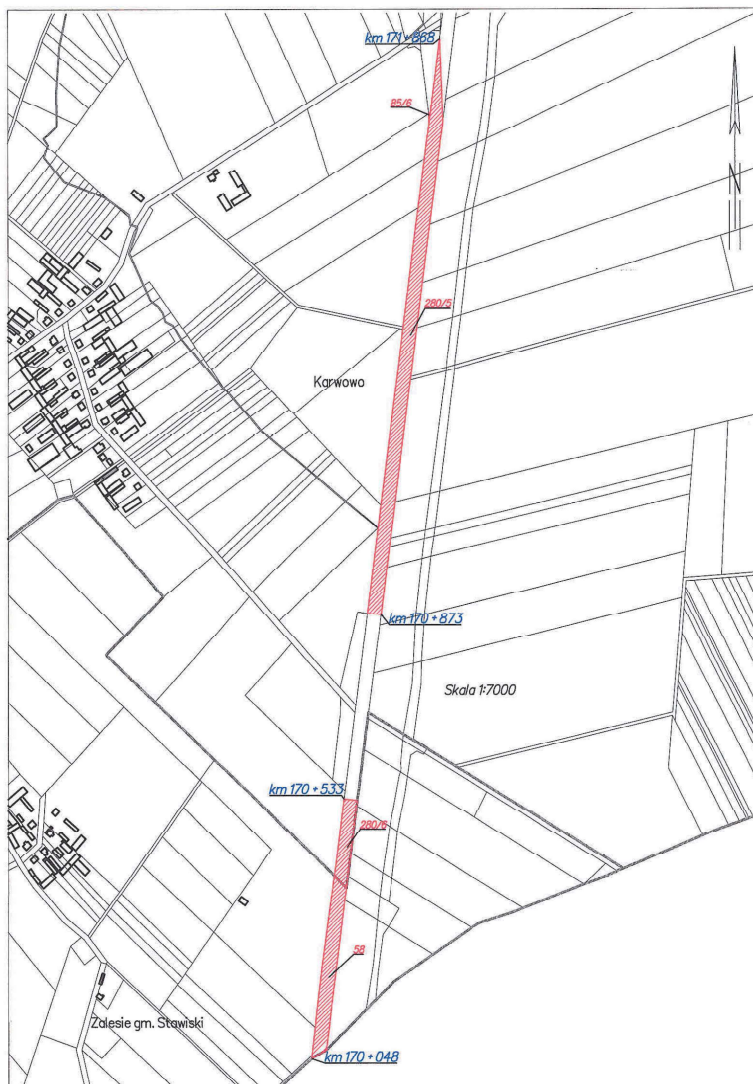 km 171+868
85/6
N
280/5
Karwowo
km 170+873
Skala 1:7000
km 170+533
280/6
58
Zalesie gm. Stawiski
km 170+048